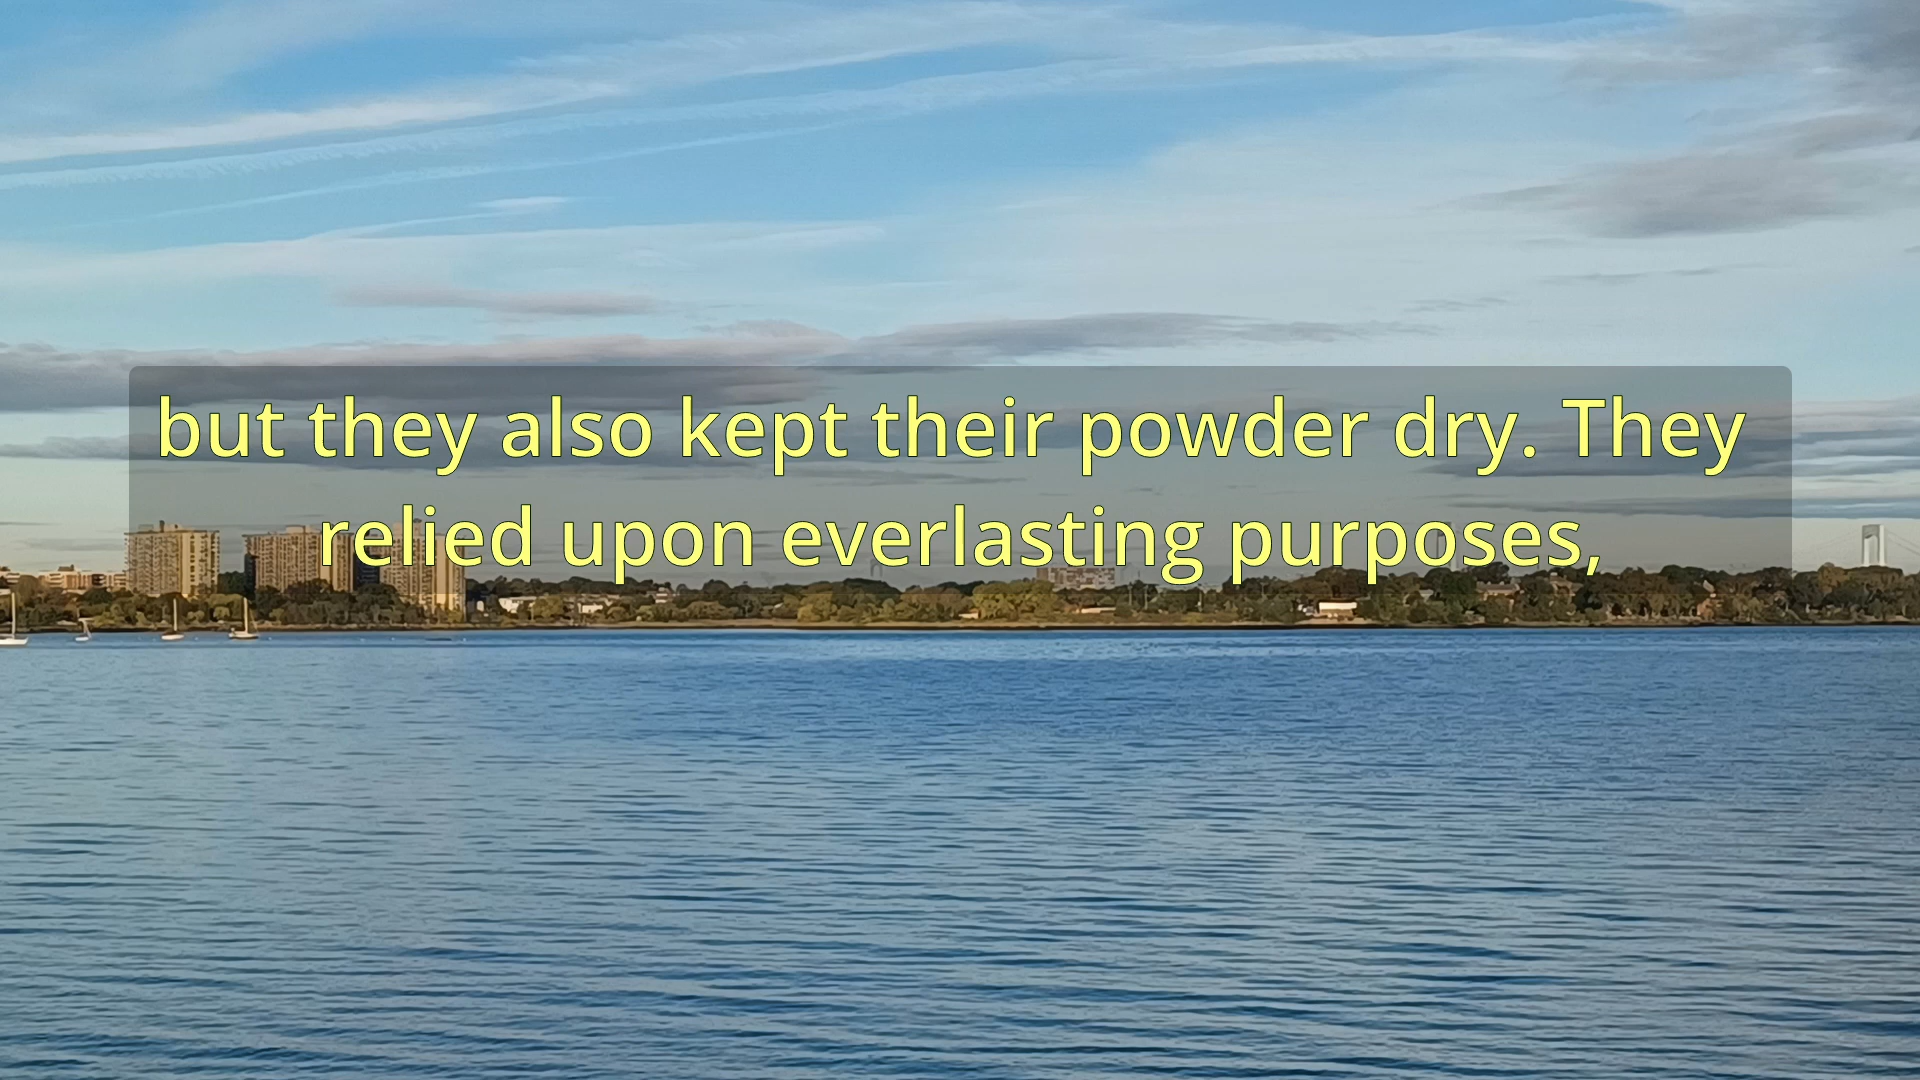 but they also kept their powder dry. They
relied upon everlasting purposes,